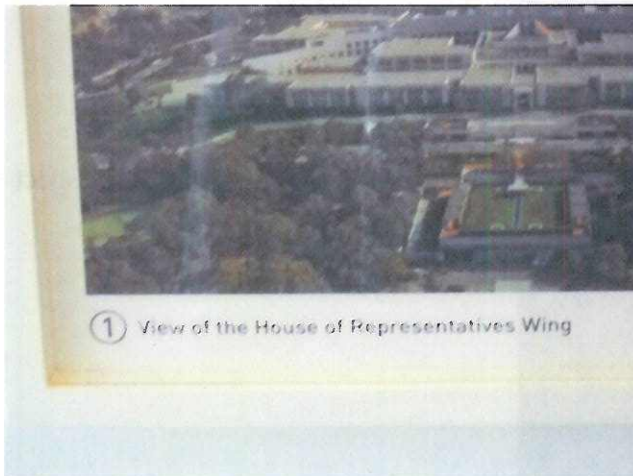 1 View of the House of Representatives Wing